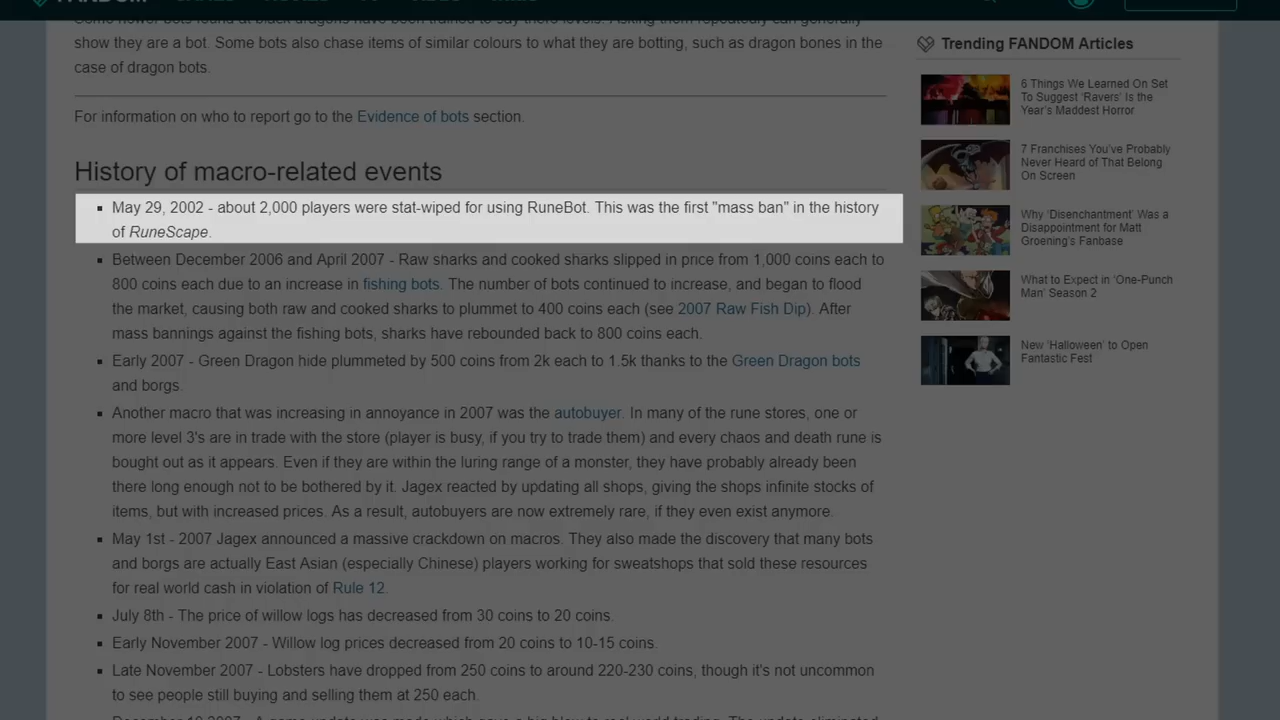 show they are a bot. Some bots also chase items of similar colours to what they are botting, such as dragon bones in the
case of dragon bots.
For information on who to report go to the Evidence of bots section.
History of macro-related events
May 29, 2002 - about 2,000 players were stat-wiped for using RuneBot. This was the first "mass ban" in the history
of RuneScape.
Between December 2006 and April 2007 - Raw sharks and cooked sharks slipped in price from 1,000 coins each to
800 coins each due to an increase in fishing bots. The number of bots continued to increase, and began to flood
the market, causing both raw and cooked sharks to plummet to 400 coins each (see 2007 Raw Fish Dip). After
mass bannings against the fishing bots, sharks have rebounded back to 800 coins each.
Early 2007 - Green Dragon hide plummeted by 500 coins from 2k each to 1.5k thanks to the Green Dragon bots
and borgs.
Another macro that was increasing in annoyance in 2007 was the autobuyer. In many of the rune stores, one or
more level 3's are in trade with the store (player is busy, if you try to trade them) and every chaos and death rune is
bought out as it appears. Even if they are within the luring range of a monster, they have probably already been
there long enough not to be bothered by it. Jagex reacted by updating all shops, giving the shops infinite stocks of
items, but with increased prices. As a result, autobuyers are now extremely rare, if they even exist anymore.
May 1st - 2007 Jagex announced a massive crackdown on macros. They also made the discovery that many bots
and borgs are actually East Asian (especially Chinese) players working for sweatshops that sold these resources
for real world cash in violation of Rule 12.
July 8th - The price of willow logs has decreased from 30 coins to 20 coins.
Early November 2007 - Willow log prices decreased from 20 coins to 10-15 coins.
Late November 2007 - Lobsters have dropped from 250 coins to around 220-230 coins, though it's not uncommon
to see people still buying and selling them at 250 each.
Trending FANDOM Articles
6 Things We Learned On Set
To Suggest 'Ravers' Is the
Year's Maddest Horror
7 Franchises You've Probably
Never Heard of That Belong
On Screen
Why 'Disenchantment' Was a
Disappointment for Matt
Groening's Fanbase
What to Expect in 'One-Punch
Man' Season 2
New 'Halloween' to Open
Fantastic Fest